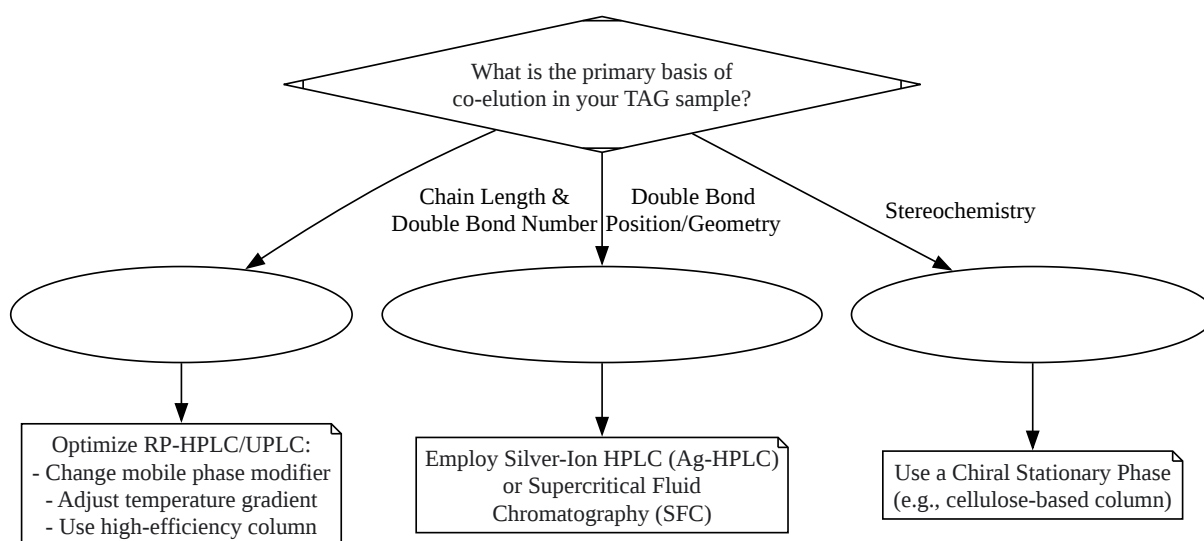 What is the primary basis of
co-elution in your TAG sample?
Chain Length &
Double Bond Number
Double Bond
Position/Geometry
Stereochemistry
Optimize RP-HPLC/UPLC:
- Change mobile phase modifier
- Adjust temperature gradient
- Use high-efficiency column
Employ Silver-Ion HPLC (Ag-HPLC)
or Supercritical Fluid
Chromatography (SFC)
Use a Chiral Stationary Phase
(e.g., cellulose-based column)